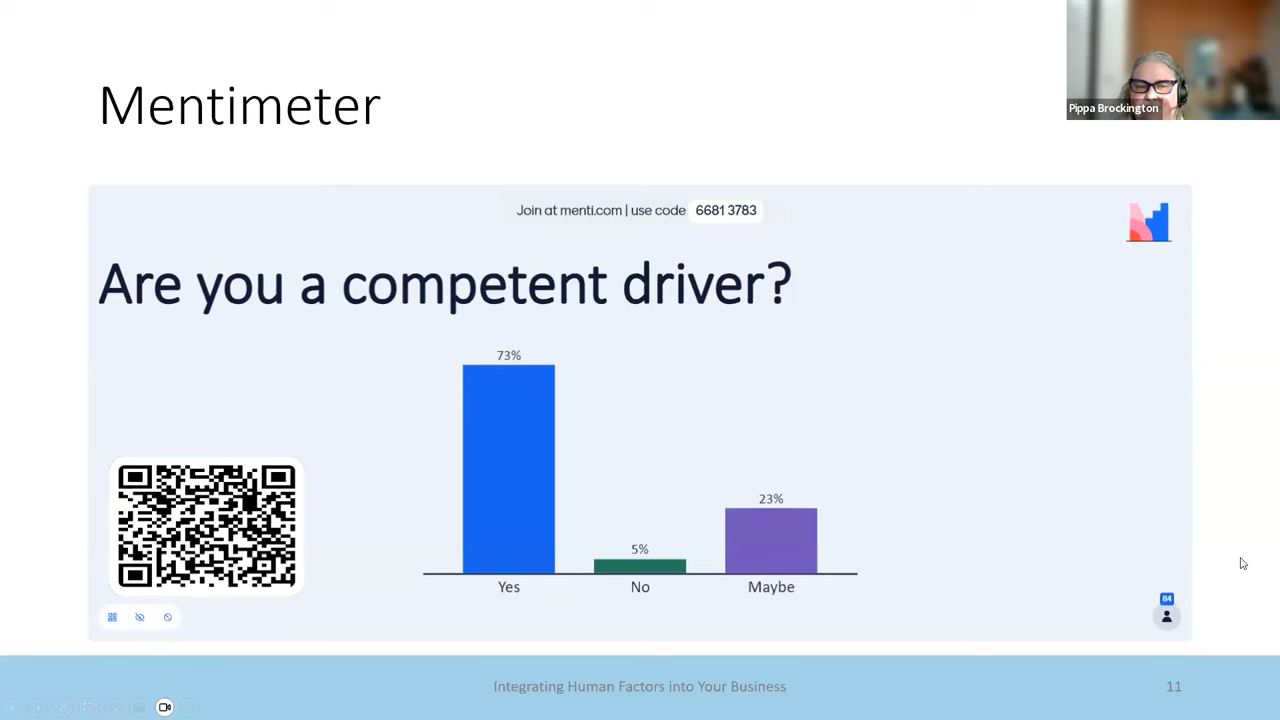 Mentimeter
Pippa Brockington
Join at menti.com | use code 6681 3783
Are you a competent driver?
73%
5%
23%
Yes
No
Maybe
84
Integrating Human Factors into Your Business
11